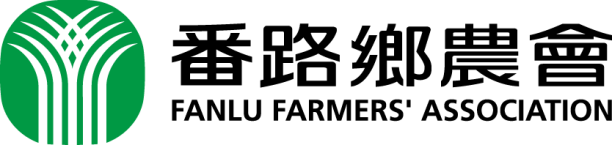 番路鄉農會
FANLU FARMERS' ASSOCIATION